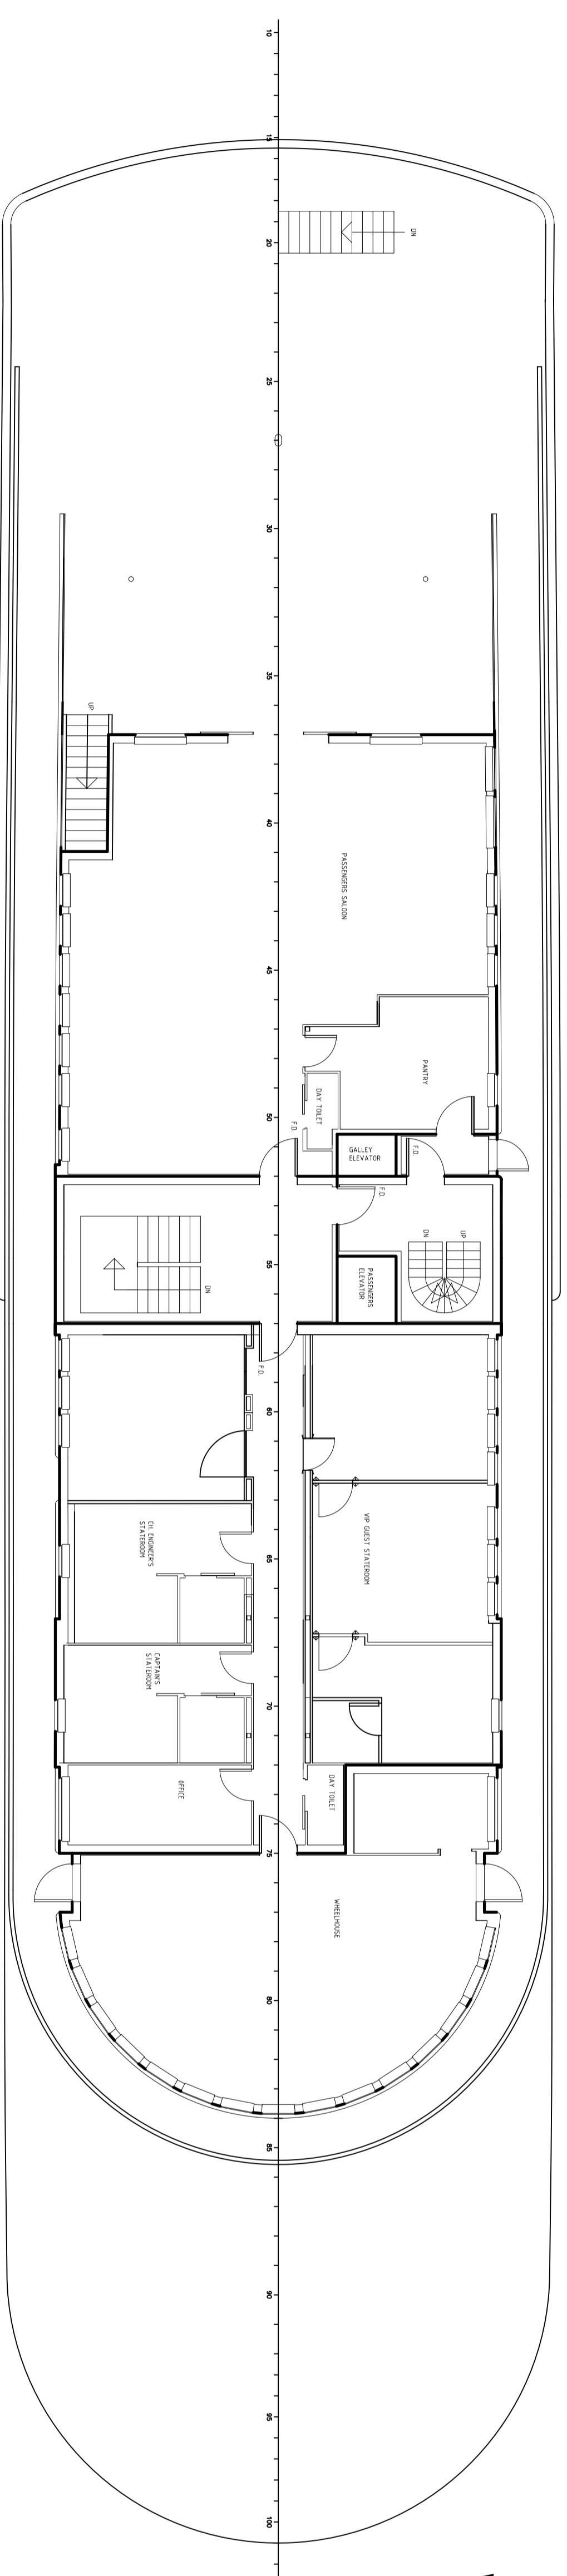 10
15
DN
20
25
30
35
UP
40
PASSENGERS SALOON
45
PANTRY
DAY TOILET
50
F.D.
F.D.
GALLEY
ELEVATOR
F.D.
DN
UP
55
PASSENGERS
ELEVATOR
DN
F.D.
60
CH. ENGINEER'S
STATEROOM
65
VIP GUEST STATEROOM
CAPTAIN'S
STATEROOM
70
OFFICE
DAY TOILET
75
WHEELHOUSE
80
85
90
95
100